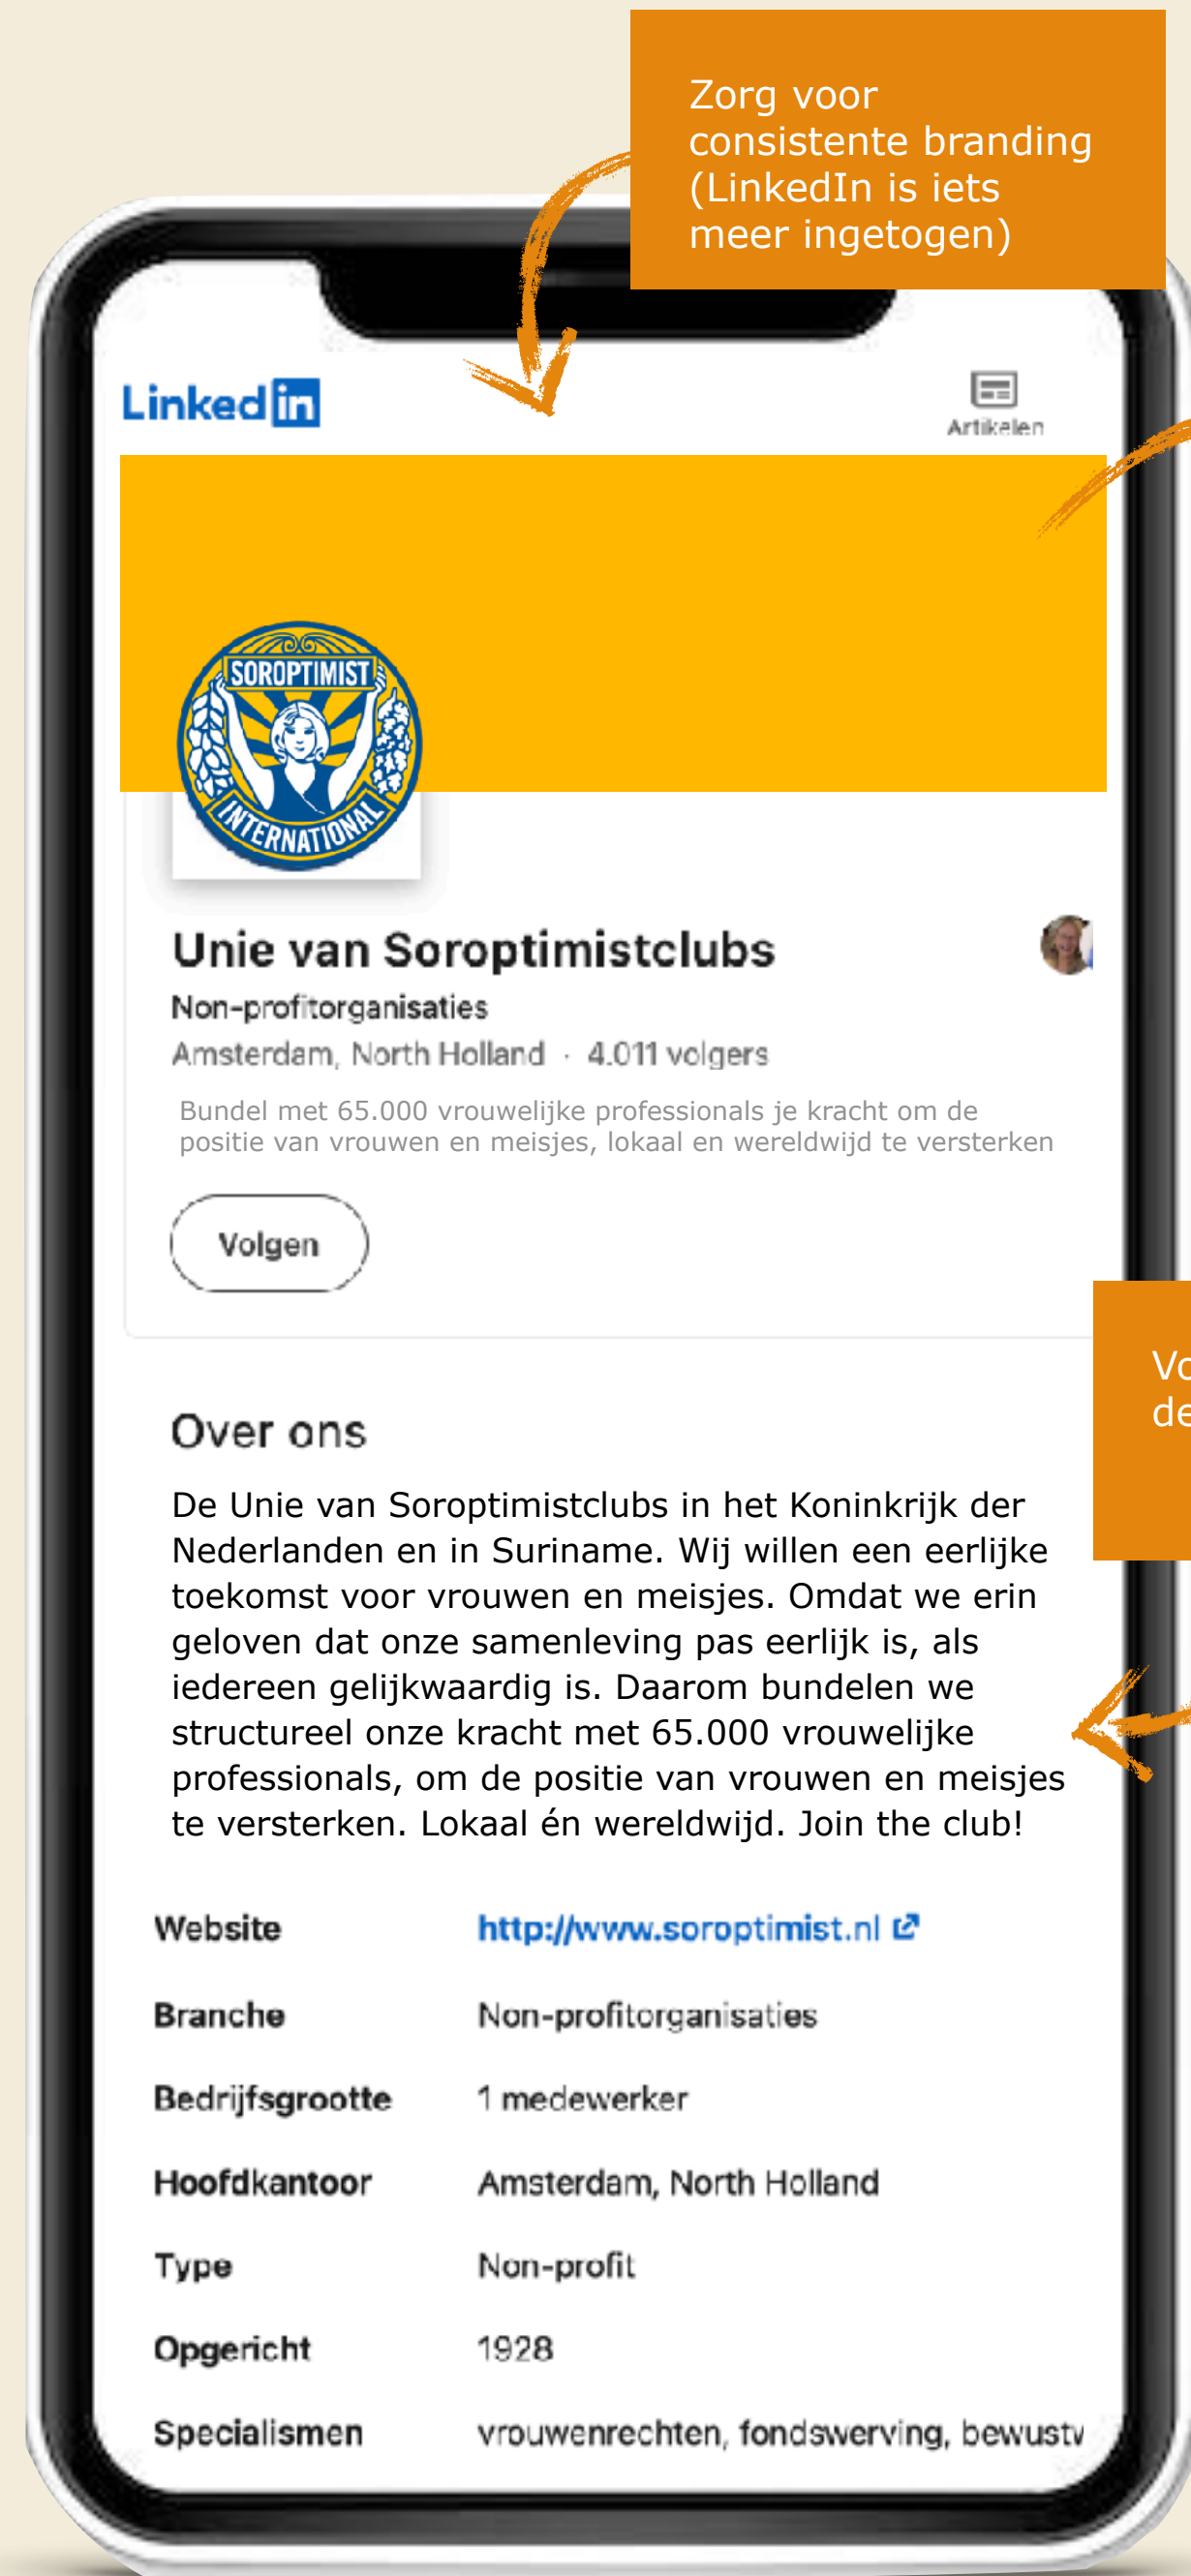 Zorg voor
consistente branding
(LinkedIn is iets
meer ingetogen)
Linked in
Artikelen
SOROPTIMIST
INTERNATIONAL
Unie van Soroptimistclubs
Non-profitorganisaties
Amsterdam, North Holland · 4.011 volgers
Bundel met 65.000 vrouwelijke professionals je kracht om de
positie van vrouwen en meisjes, lokaal en wereldwijd te versterken
Volgen
Over ons
De Unie van Soroptimistclubs in het Koninkrijk der
Nederlanden en in Suriname. Wij willen een eerlijke
toekomst voor vrouwen en meisjes. Omdat we erin
geloven dat onze samenleving pas eerlijk is, als
iedereen gelijkwaardig is. Daarom bundelen we
structureel onze kracht met 65.000 vrouwelijke
professionals, om de positie van vrouwen en meisjes
te versterken. Lokaal én wereldwijd. Join the club!
Website http://www.soroptimist.nl
Branche Non-profitorganisaties
Bedrijfsgrootte 1 medewerker
Hoofdkantoor Amsterdam, North Holland
Type Non-profit
Opgericht 1928
Specialismen vrouwenrechten, fondswerving,